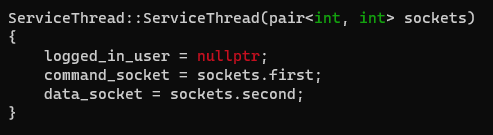 ServiceThread::ServiceThread(pair<int, int> sockets)
{
    logged_in_user = nullptr;
    command_socket = sockets.first;
    data_socket = sockets.second;
}